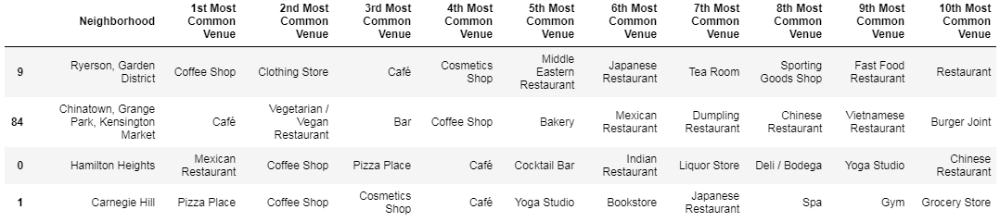 Neighborhood 1st Most Common Venue 2nd Most Common Venue 3rd Most Common Venue 4th Most Common Venue 5th Most Common Venue 6th Most Common Venue 7th Most Common Venue 8th Most Common Venue 9th Most Common Venue 10th Most Common Venue
9 Ryerson, Garden District Coffee Shop Clothing Store Café Cosmetics Shop Middle Eastern Restaurant Japanese Restaurant Tea Room Sporting Goods Shop Fast Food Restaurant Restaurant
84 Chinatown, Grange Park, Kensington Market Café Vegetarian / Vegan Restaurant Bar Coffee Shop Bakery Mexican Restaurant Dumpling Restaurant Chinese Restaurant Vietnamese Restaurant Burger Joint
0 Hamilton Heights Mexican Restaurant Coffee Shop Pizza Place Café Cocktail Bar Indian Restaurant Liquor Store Deli / Bodega Yoga Studio Chinese Restaurant
1 Carnegie Hill Pizza Place Coffee Shop Cosmetics Shop Café Yoga Studio Bookstore Japanese Restaurant Spa Gym Grocery Store